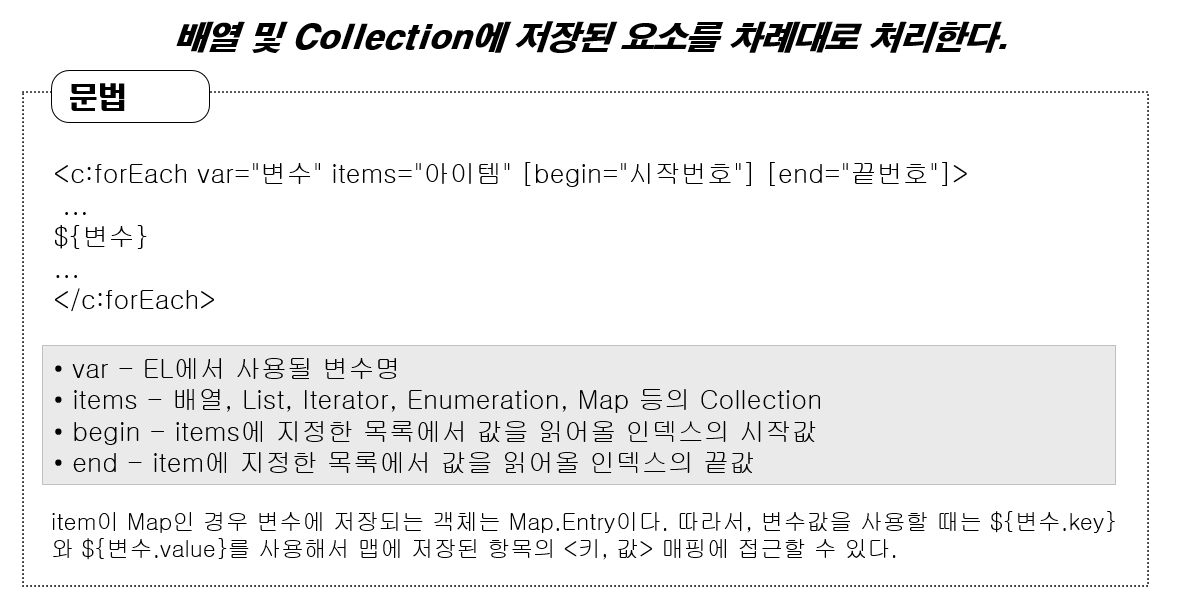 배열 및 Collection에 저장된 요소를 차례대로 처리한다.
문법
<c:forEach var="변수" items="아이템" [begin="시작번호"] [end="끝번호"]>
...
${변수}
...
</c:forEach>
• var – EL에서 사용될 변수명
• items – 배열, List, Iterator, Enumeration, Map 등의 Collection
• begin – items에 지정한 목록에서 값을 읽어올 인덱스의 시작값
• end – item에 지정한 목록에서 값을 읽어올 인덱스의 끝값
item이 Map인 경우 변수에 저장되는 객체는 Map.Entry이다. 따라서, 변수값을 사용할 때는 ${변수.key}
와 ${변수.value}를 사용해서 맵에 저장된 항목의 <키, 값> 매핑에 접근할 수 있다.